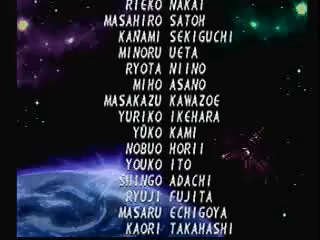 RIEKO NAKAI
MASAHIRO SATOH
KANAMI SEKIGUCHI
MINORU UETA
RYOTA NIINO
MIHO ASANO
MASAKAZU KAWAZOE
YURIKO IKEHARA
YŪKO KAMI
NOBUO HORII
YOUKO ITO
SHINGO ADACHI
RYUJI FUJITA
MASARU ECHIGOYA
KAORI TAKAHASHI